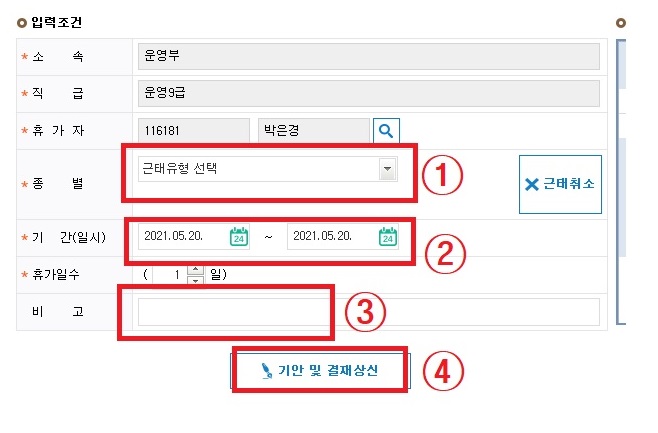 입력조건
* 소 속 운영부
* 직 급 운영9급
* 휴 가 자 116181 박은경
* 종 별 근태유형 선택 ① 근태취소
* 기 간(일시) 2021.05.20. 24 ~ 2021.05.20. 24 ②
* 휴가일수 ( 1 일)
비 고 ③
기안 및 결재상신 ④